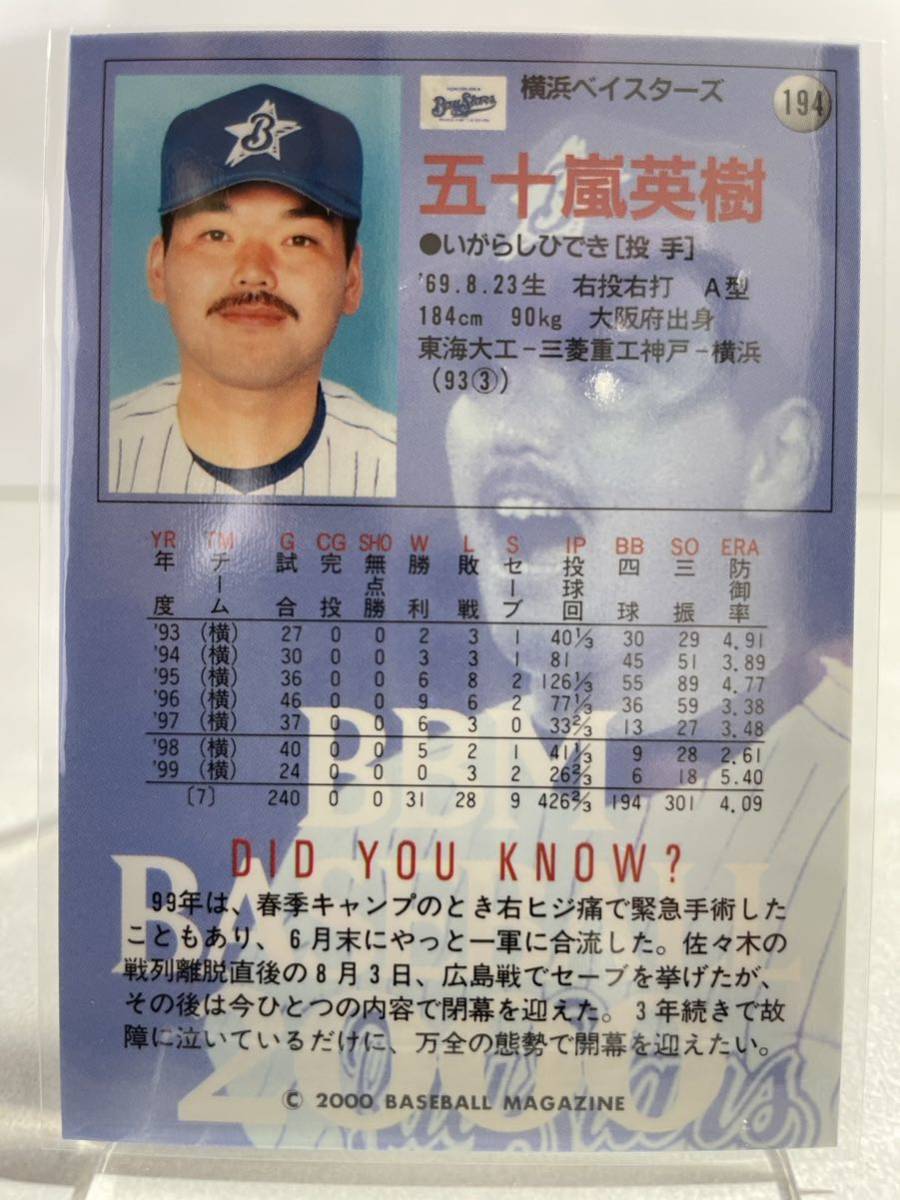 横浜ベイスターズ
194
BayStars
B
五十嵐英樹
●いがらしひでき[投 手]
'69.8.23生 右投右打 A型
184cm 90kg 大阪府出身
東海大工－三菱重工神戸－横浜
(93③)
YR TM G CG SHO W L S IP BB SO ERA
年度 チーム 試合 完投 無点勝 勝利 敗戦 セーブ 投球回 四球 三振 防御率
'93 (横) 27 0 0 2 3 1 40⅓ 30 29 4.91
'94 (横) 30 0 0 3 3 1 81 45 51 3.89
'95 (横) 36 0 0 6 8 2 126⅓ 55 89 4.77
'96 (横) 46 0 0 9 6 2 77⅓ 36 59 3.38
'97 (横) 37 0 0 6 3 0 33⅔ 13 27 3.48
'98 (横) 40 0 0 5 2 1 41⅓ 9 28 2.61
'99 (横) 24 0 0 0 3 2 26⅔ 6 18 5.40
〔7〕 240 0 0 31 28 9 426⅔ 194 301 4.09
BBM
BASEBALL
2000
DID YOU KNOW?
99年は、春季キャンプのとき右ヒジ痛で緊急手術した
こともあり、6月末にやっと一軍に合流した。佐々木の
戦列離脱直後の8月3日、広島戦でセーブを挙げたが、
その後は今ひとつの内容で閉幕を迎えた。3年続きで故
障に泣いているだけに、万全の態勢で開幕を迎えたい。
© 2000 BASEBALL MAGAZINE